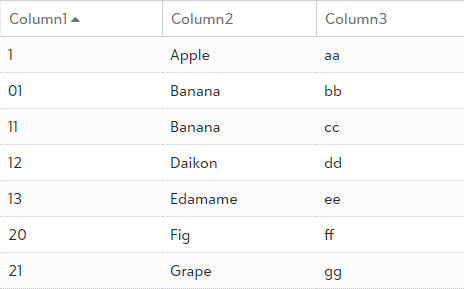 Column1 Column2 Column3
1 Apple aa
01 Banana bb
11 Banana cc
12 Daikon dd
13 Edamame ee
20 Fig ff
21 Grape gg